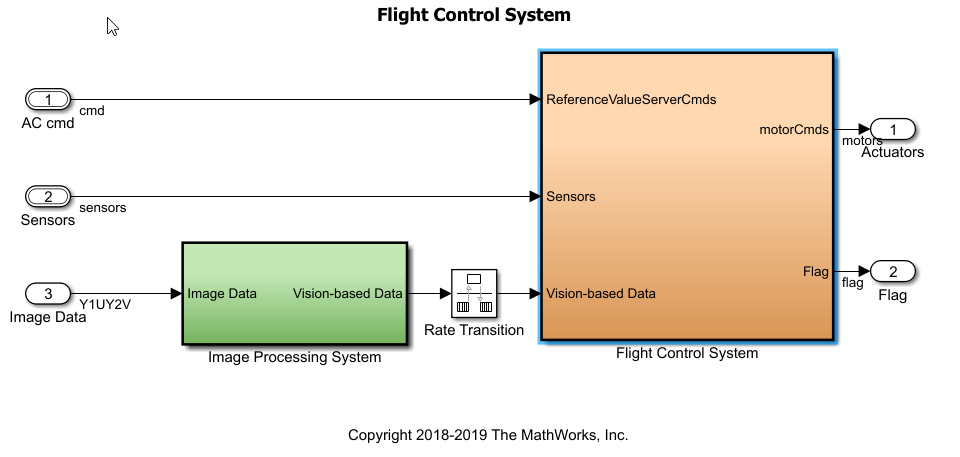 Flight Control System
1
cmd
AC cmd
ReferenceValueServerCmds
motorCmds
1
motors
Actuators
2
sensors
Sensors
Sensors
3
Y1UY2V
Image Data
Image Data
Vision-based Data
Image Processing System
Rate Transition
Vision-based Data
Flag
2
flag
Flag
Flight Control System
Copyright 2018-2019 The MathWorks, Inc.